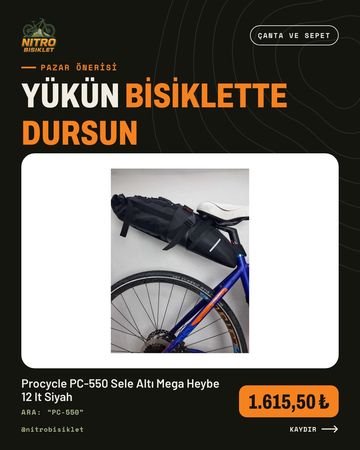 NITRO
BISIKLET
ÇANTA VE SEPET
PAZAR ÖNERİSİ
YÜKÜN BİSİKLETTE
DURSUN
Procycle PC-550 Sele Altı Mega Heybe
12 lt Siyah
ARA: "PC-550"
1.615,50 ₺
@nitrobisiklet
KAYDIR